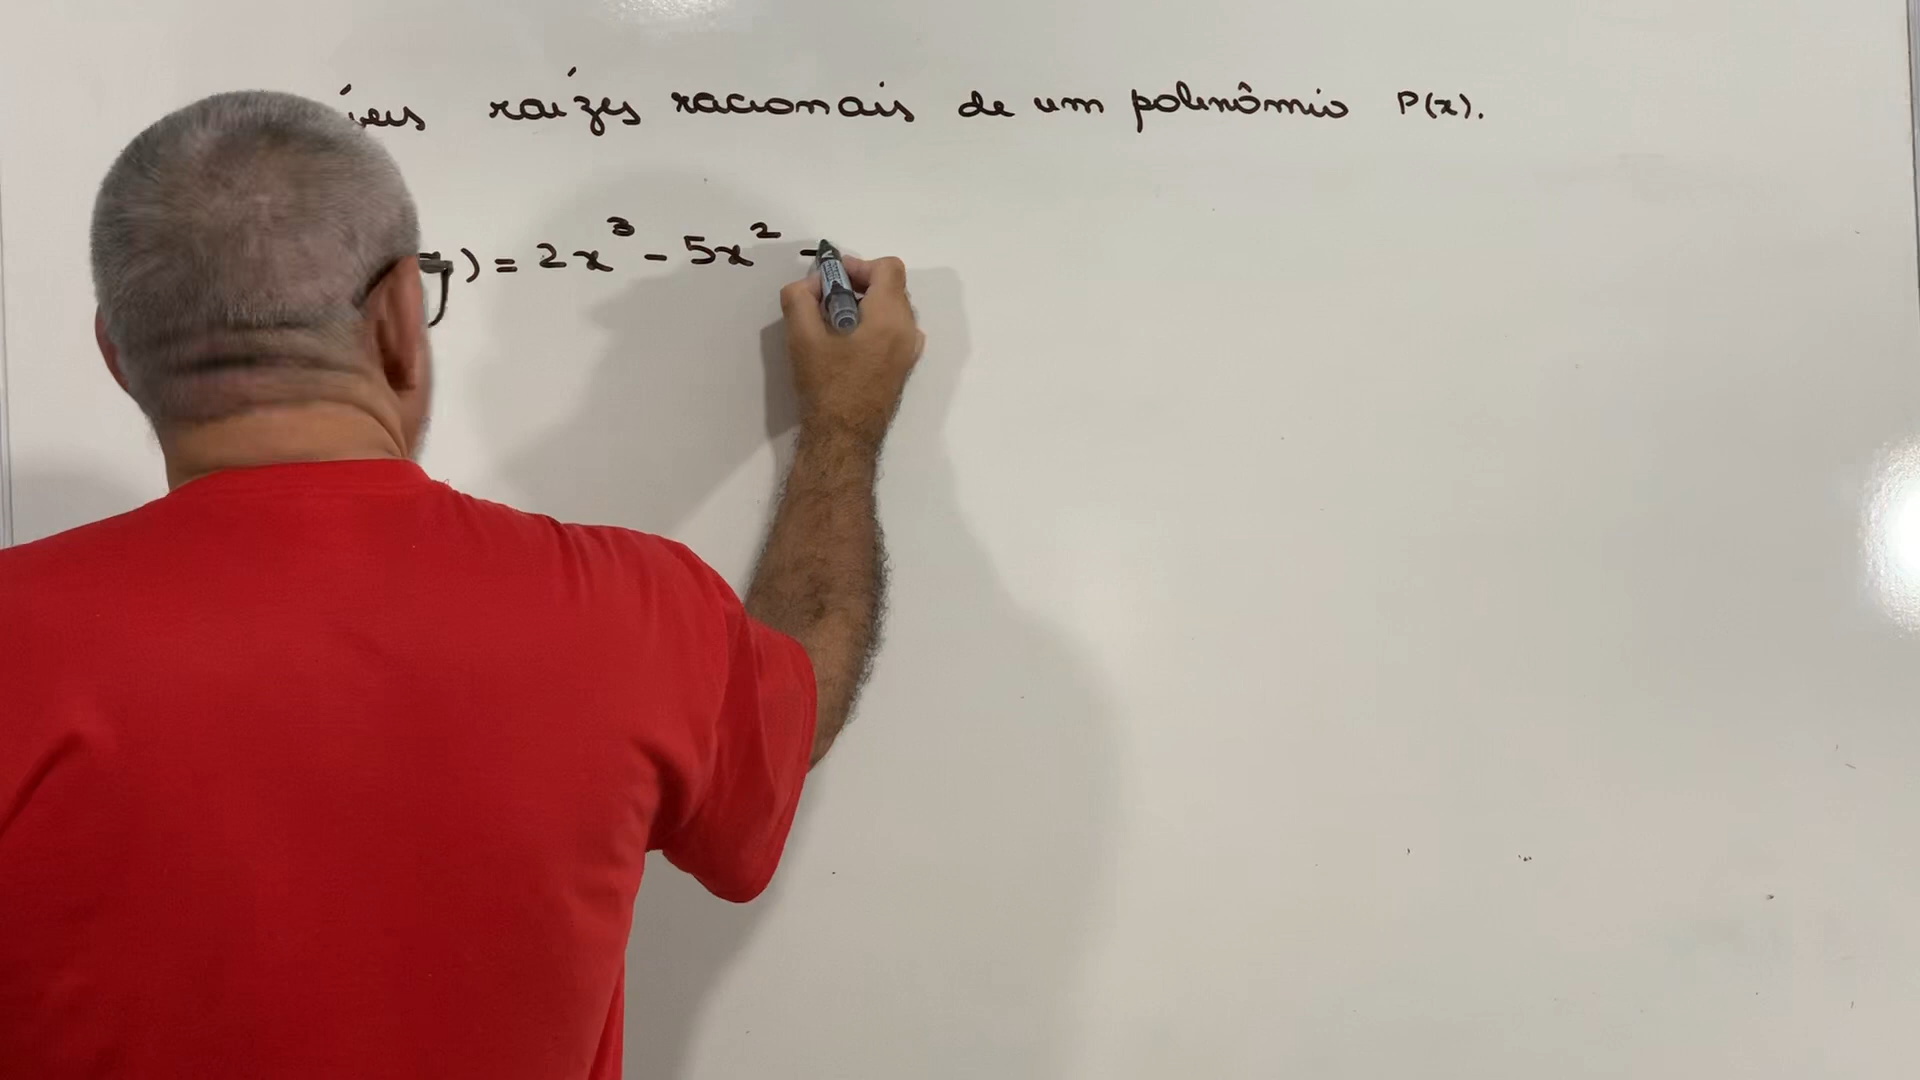 raízes racionais de um polinômio P(x).
) = 2x³ - 5x² -